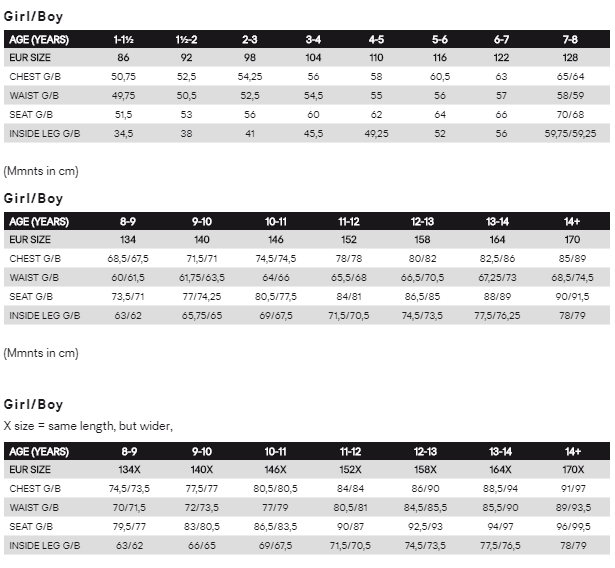 Girl/Boy
AGE (YEARS) 1-1½ 1½-2 2-3 3-4 4-5 5-6 6-7 7-8
EUR SIZE 86 92 98 104 110 116 122 128
CHEST G/B 50,75 52,5 54,25 56 58 60,5 63 65/64
WAIST G/B 49,75 50,5 52,5 54,5 55 56 57 58/59
SEAT G/B 51,5 53 56 60 62 64 66 70/68
INSIDE LEG G/B 34,5 38 41 45,5 49,25 52 56 59,75/59,25
(Mmnts in cm)
Girl/Boy
AGE (YEARS) 8-9 9-10 10-11 11-12 12-13 13-14 14+
EUR SIZE 134 140 146 152 158 164 170
CHEST G/B 68,5/67,5 71,5/71 74,5/74,5 78/78 80/82 82,5/86 85/89
WAIST G/B 60/61,5 61,75/63,5 64/66 65,5/68 66,5/70,5 67,25/73 68,5/74,5
SEAT G/B 73,5/71 77/74,25 80,5/77,5 84/81 86,5/85 88/89 90/91,5
INSIDE LEG G/B 63/62 65,75/65 69/67,5 71,5/70,5 74,5/73,5 77,5/76,25 78/79
(Mmnts in cm)
Girl/Boy
X size = same length, but wider,
AGE (YEARS) 8-9 9-10 10-11 11-12 12-13 13-14 14+
EUR SIZE 134X 140X 146X 152X 158X 164X 170X
CHEST G/B 74,5/73,5 77,5/77 80,5/80,5 84/84 86/90 88,5/94 91/97
WAIST G/B 70/71,5 72/73,5 77/79 80,5/81 84,5/85,5 85,5/90 89/93,5
SEAT G/B 79,5/77 83/80,5 86,5/83,5 90/87 92,5/93 94/97 96/99,5
INSIDE LEG G/B 63/62 66/65 69/67,5 71,5/70,5 74,5/73,5 77,5/76,5 78/79